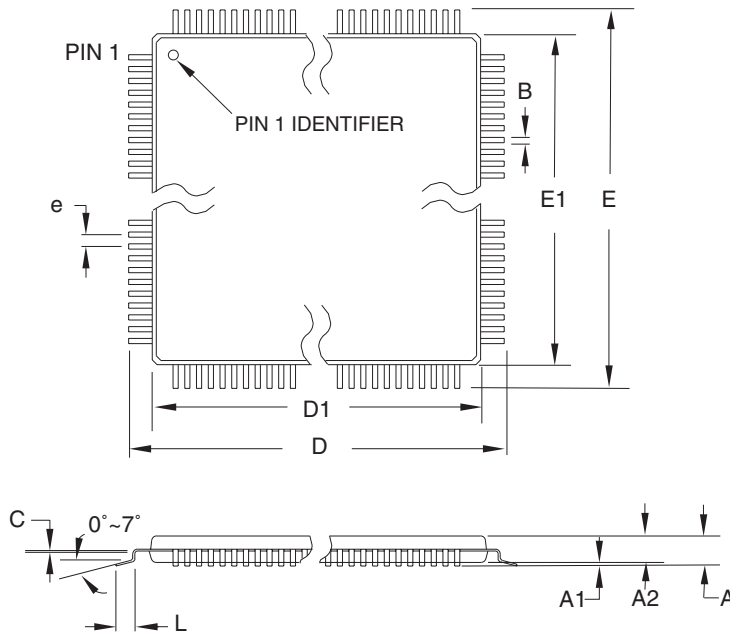 PIN 1
PIN 1 IDENTIFIER
B
e
E1
E
D1
D
C
0°~7°
L
A1
A2
A